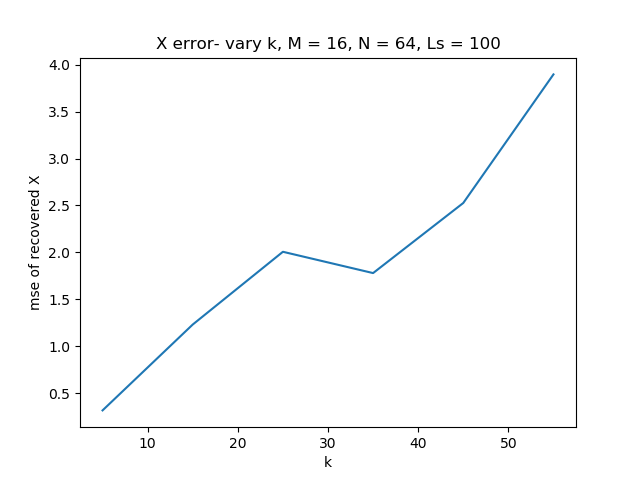 X error- vary k, M = 16, N = 64, Ls = 100
4.0
3.5
3.0
2.5
2.0
1.5
1.0
0.5
mse of recovered X
10 20 30 40 50
k